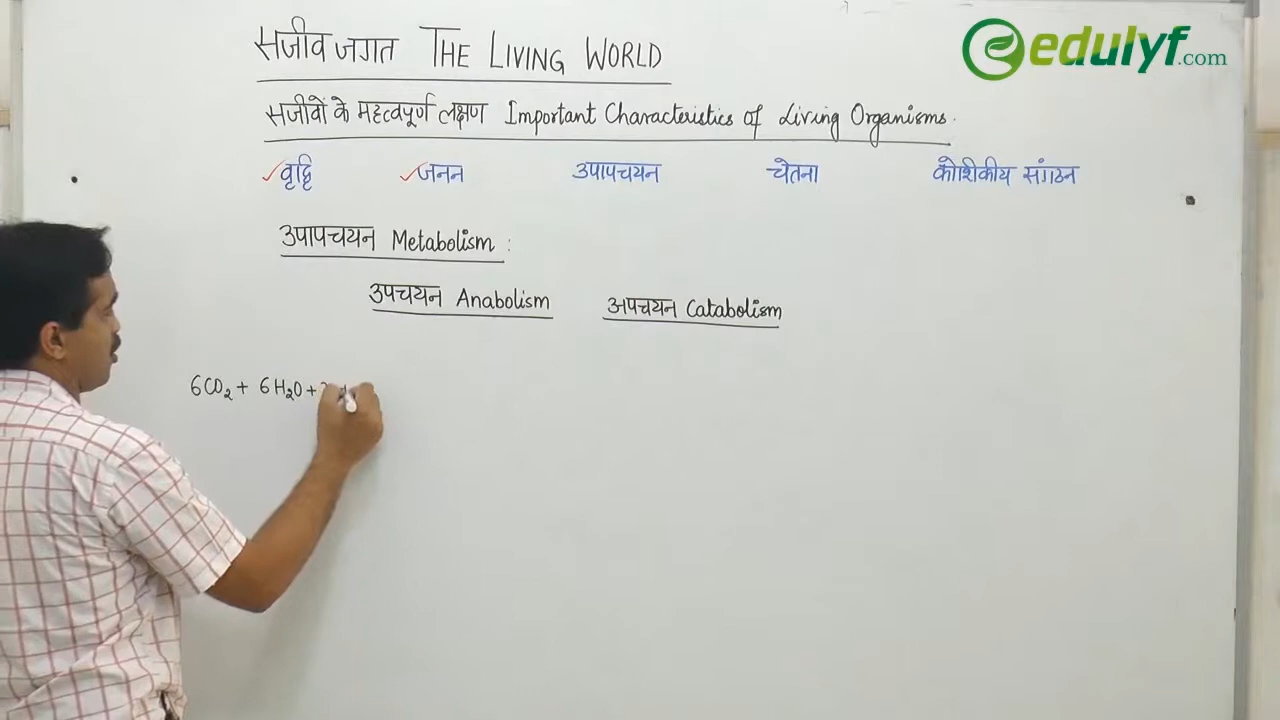 सजीव जगत THE LIVING WORLD
edulyf.com
सजीवों के महत्वपूर्ण लक्षण Important Characteristics of Living Organisms.
✓वृद्धि ✓जनन उपापचयन चेतना कोशिकीय संगठन
उपापचयन Metabolism :
उपचयन Anabolism अपचयन Catabolism
6CO₂ + 6H₂O +